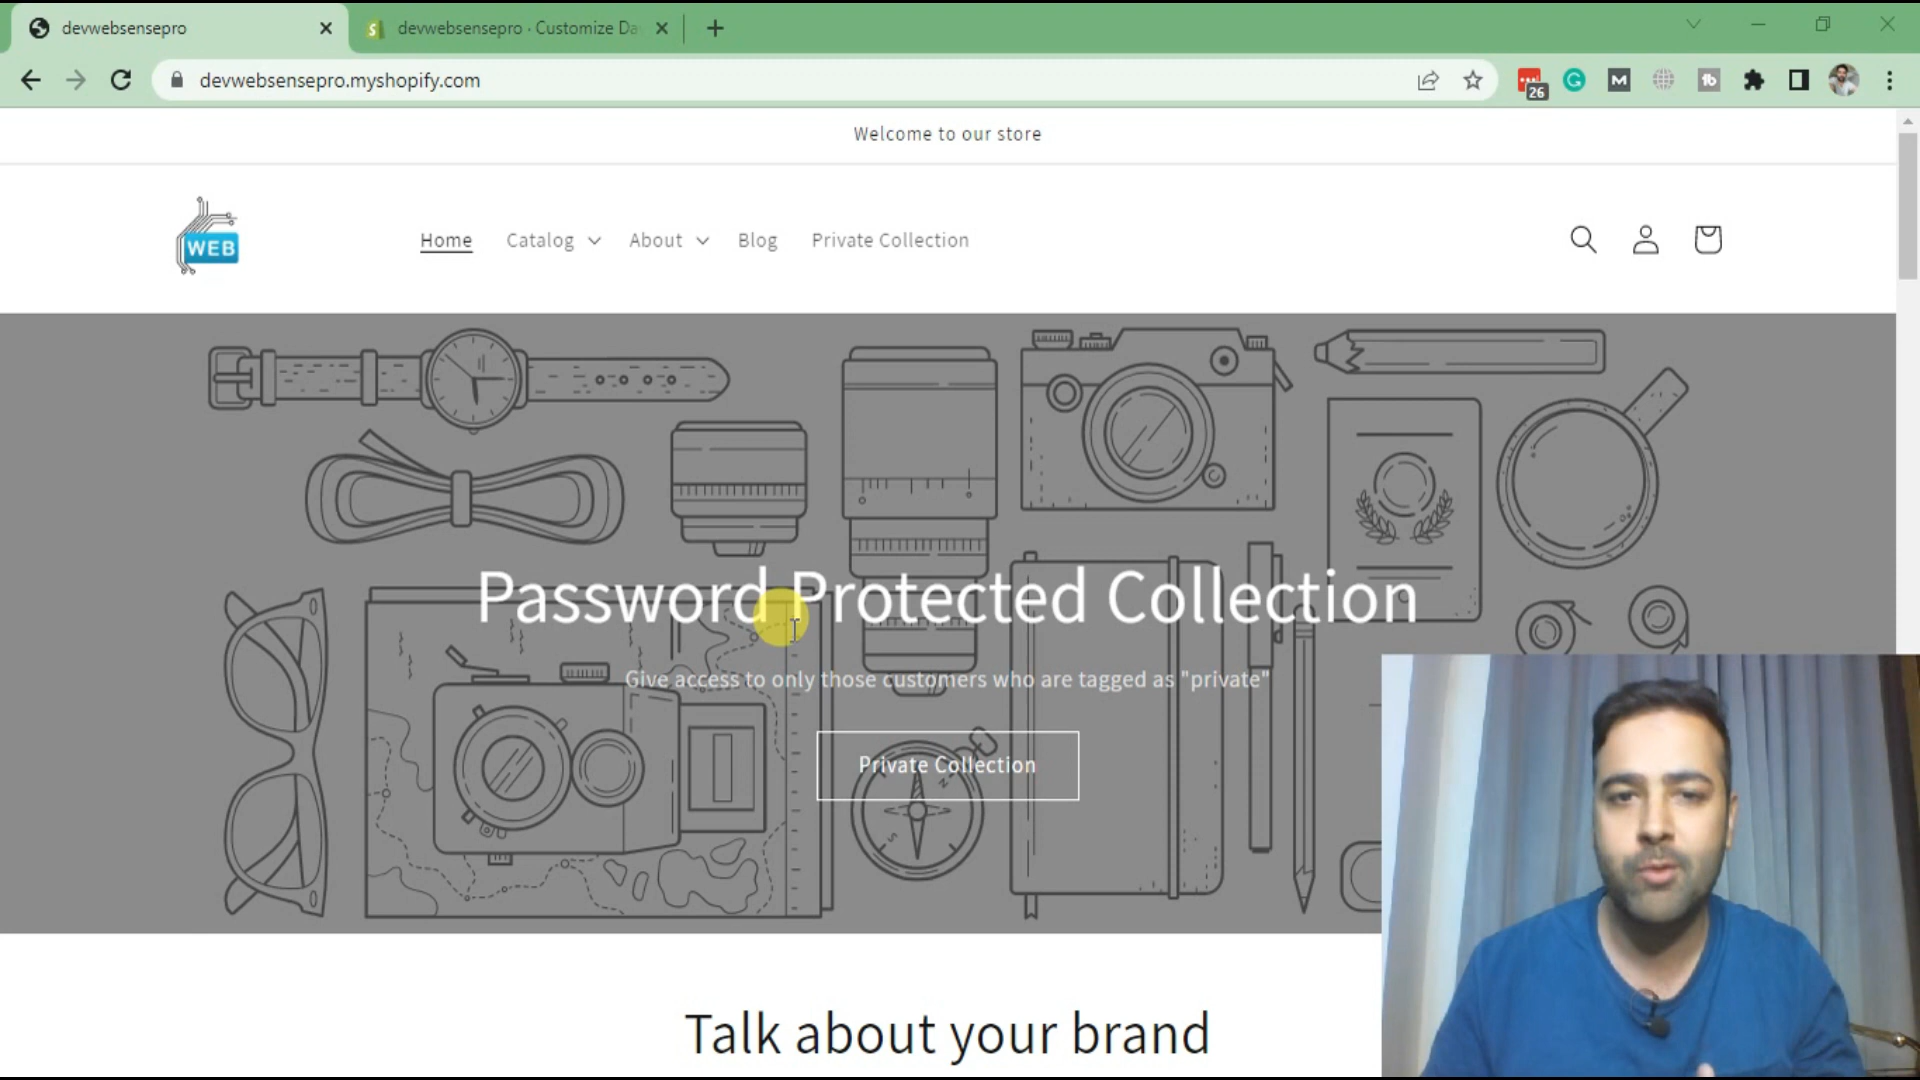 devwebsensepro
devwebsensepro · Customize Da
devwebsensepro.myshopify.com
26
G
M
tb
Welcome to our store
WEB
Home
Catalog
About
Blog
Private Collection
Password Protected Collection
Give access to only those customers who are tagged as "private"
Private Collection
N
S
Talk about your brand